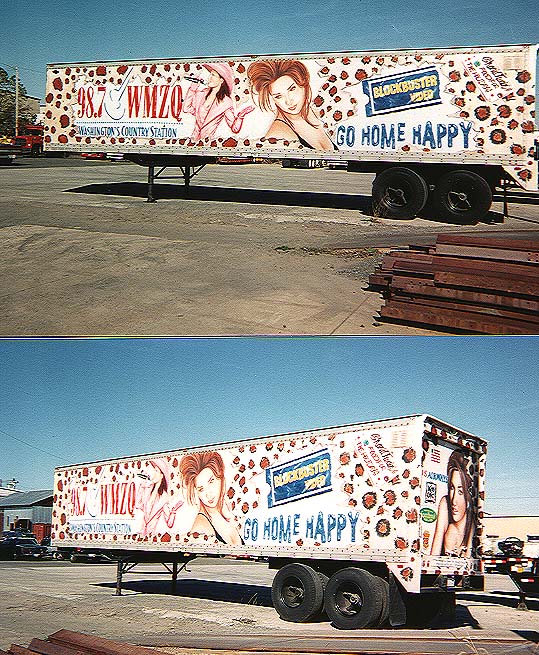 98.7 WMZQ
WASHINGTON'S COUNTRY STATION
BLOCKBUSTER
VIDEO
GO HOME HAPPY
98.7 WMZQ
WASHINGTON'S COUNTRY STATION
BLOCKBUSTER
VIDEO
GO HOME HAPPY